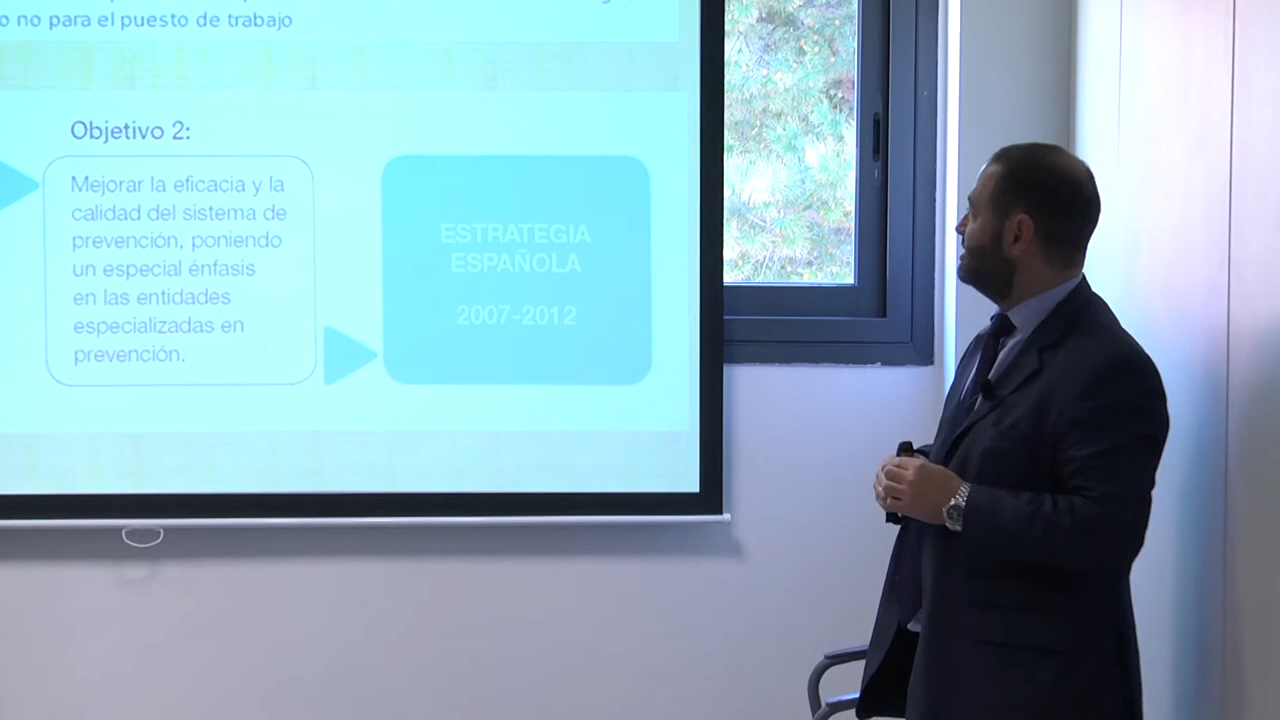 no para el puesto de trabajo
Objetivo 2:
Mejorar la eficacia y la
calidad del sistema de
prevención, poniendo
un especial énfasis
en las entidades
especializadas en
prevención.
ESTRATEGIA
ESPAÑOLA
2007-2012